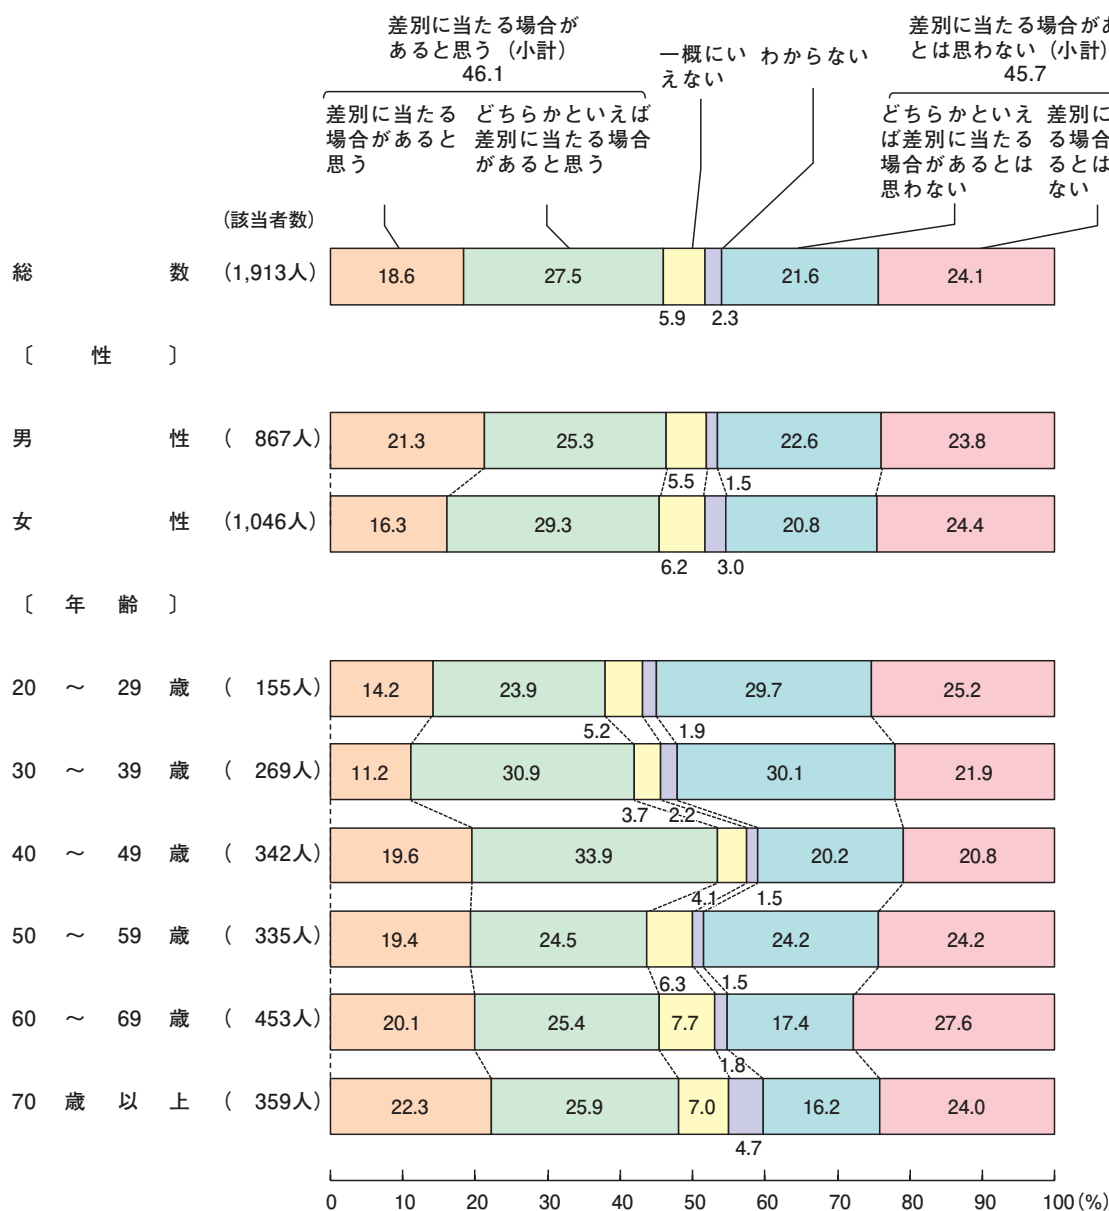 差別に当たる場合が
あると思う（小計）
46.1
一概にい
えない
わからない
差別に当たる場合があ
とは思わない（小計）
45.7
差別に当たる
場合があると
思う
どちらかといえば
差別に当たる場合
があると思う
どちらかといえ
ば差別に当たる
場合があるとは
思わない
差別に
る場合
るとは
ない
(該当者数)
総 数 (1,913人) 18.6 27.5 21.6 24.1
5.9 2.3
〔 性 〕
男 性 ( 867人) 21.3 25.3 22.6 23.8
5.5 1.5
女 性 (1,046人) 16.3 29.3 20.8 24.4
6.2 3.0
〔 年 齢 〕
20 ～ 29 歳 ( 155人) 14.2 23.9 29.7 25.2
5.2 1.9
30 ～ 39 歳 ( 269人) 11.2 30.9 30.1 21.9
3.7 2.2
40 ～ 49 歳 ( 342人) 19.6 33.9 20.2 20.8
4.1 1.5
50 ～ 59 歳 ( 335人) 19.4 24.5 24.2 24.2
6.3 1.5
60 ～ 69 歳 ( 453人) 20.1 25.4 7.7 17.4 27.6
1.8
70 歳 以 上 ( 359人) 22.3 25.9 7.0 16.2 24.0
4.7
0 10 20 30 40 50 60 70 80 90 100(%)